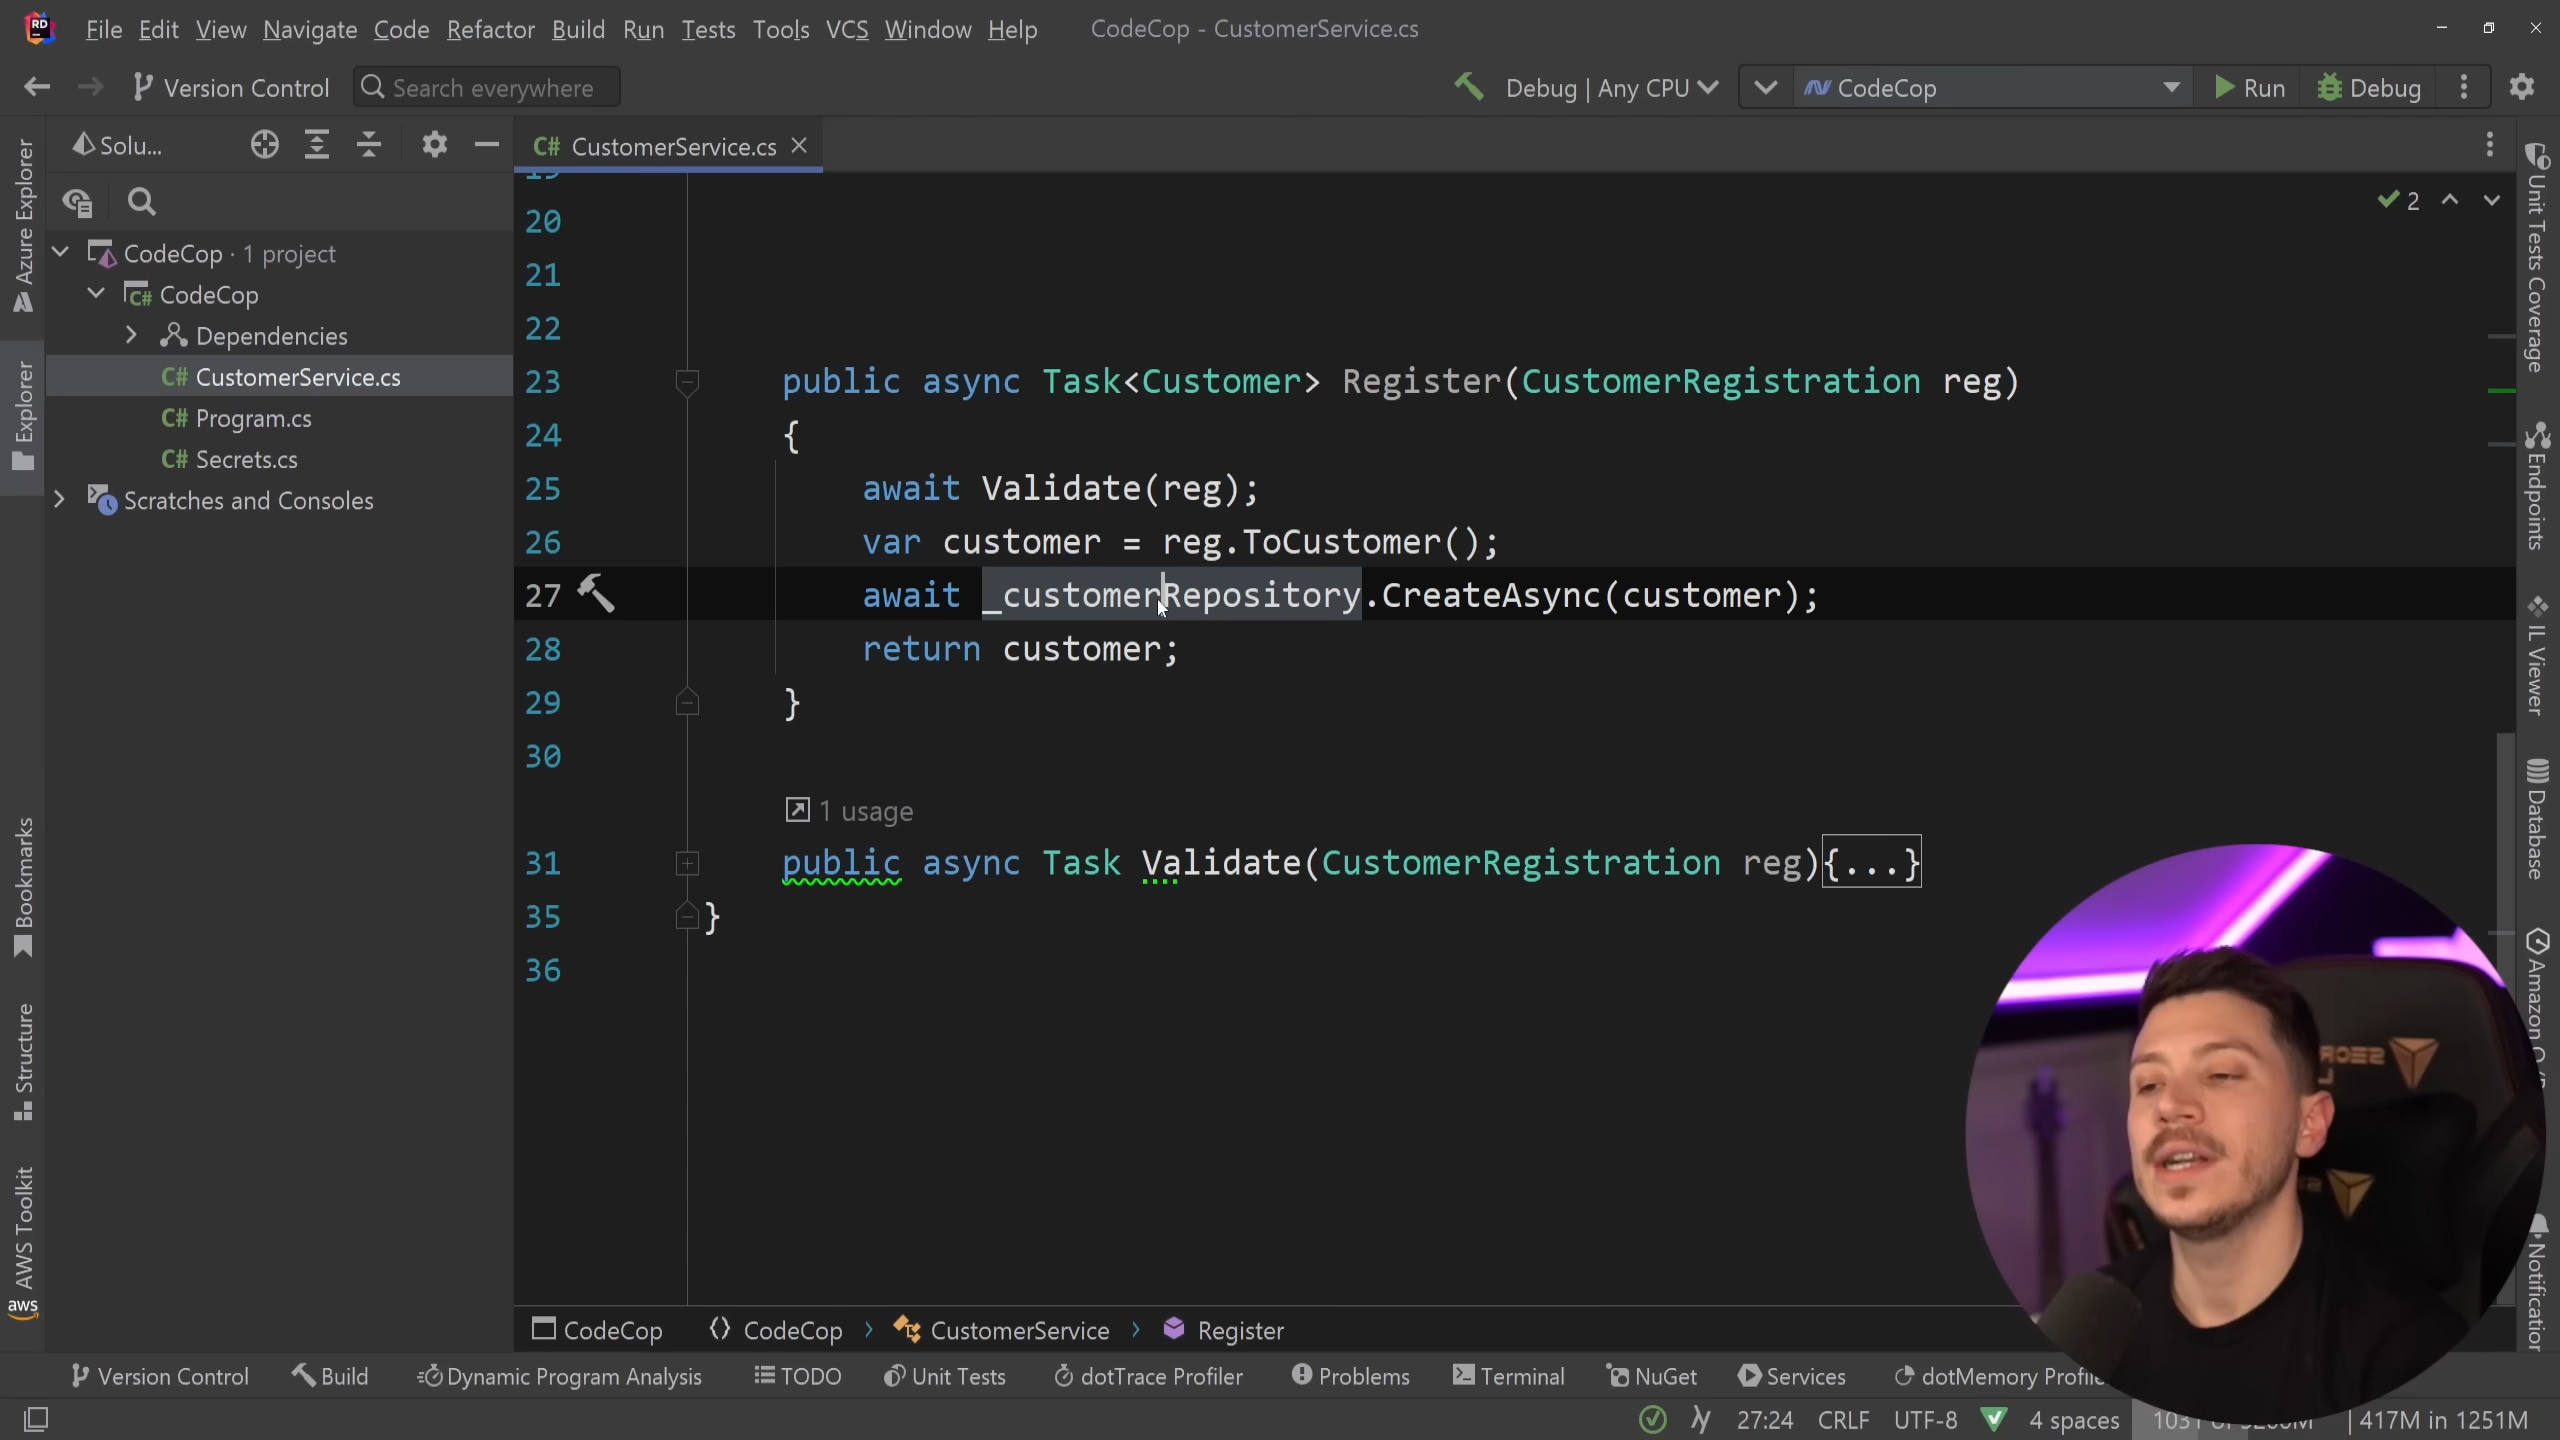 RD File Edit View Navigate Code Refactor Build Run Tests Tools VCS Window Help CodeCop - CustomerService.cs
Version Control Search everywhere Debug | Any CPU CodeCop Run Debug
Solu... C# CustomerService.cs
2
CodeCop · 1 project
C# CodeCop
Dependencies
C# CustomerService.cs
C# Program.cs
C# Secrets.cs
Scratches and Consoles
Azure Explorer
Explorer
Bookmarks
Structure
AWS Toolkit
aws
20
21
22
23 public async Task<Customer> Register(CustomerRegistration reg)
24 {
25 await Validate(reg);
26 var customer = reg.ToCustomer();
27 await _customerRepository.CreateAsync(customer);
28 return customer;
29 }
30
1 usage
31 public async Task Validate(CustomerRegistration reg){...}
35 }
36
Unit Tests Coverage
Endpoints
IL Viewer
Database
Amazon
CodeCop CodeCop CustomerService Register
Version Control Build Dynamic Program Analysis TODO Unit Tests dotTrace Profiler Problems Terminal NuGet Services dotMemory
27:24 CRLF UTF-8 4 spaces 417M in 1251M